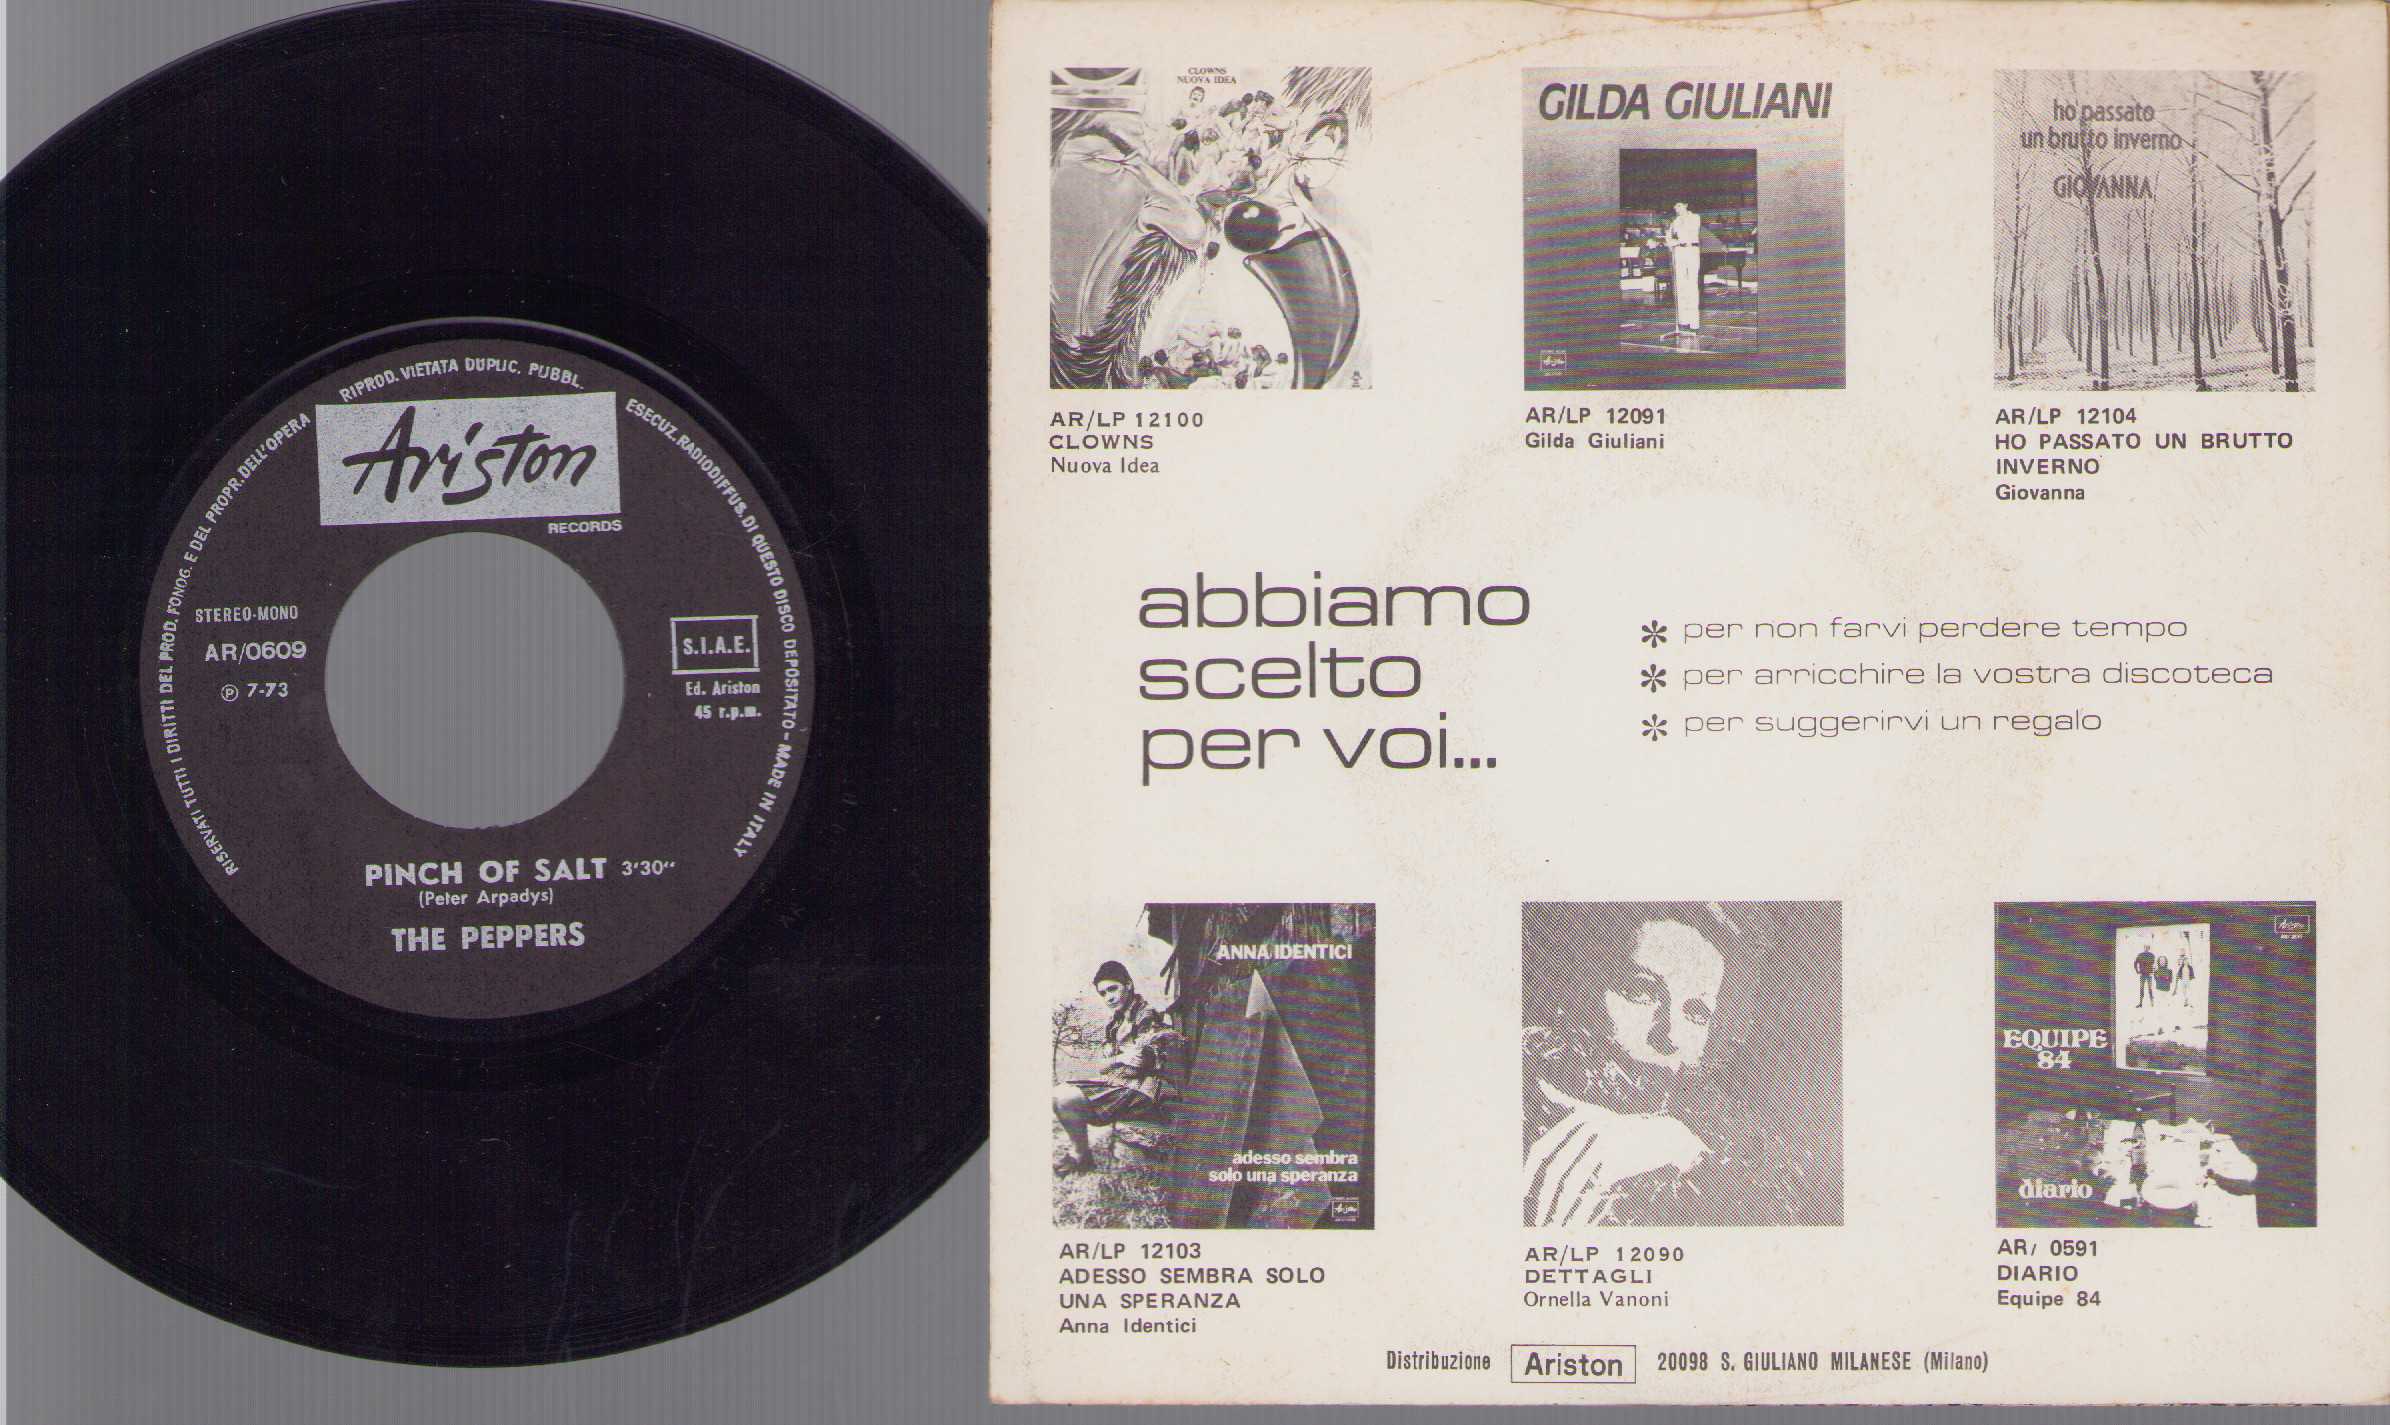 RISERVATI TUTTI I DIRITTI DEL PROD. FONOG. E DEL PROPR. DELL'OPERA
RIPROD. VIETATA DUPLIC. PUBBL.
ESECUZ. RADIODIFFUS. DI QUESTO DISCO DEPOSITATO - MADE IN ITALY
Ariston
RECORDS
STEREO-MONO
AR/0609
℗ 7-73
S.I.A.E.
Ed. Ariston
45 r.p.m.
PINCH OF SALT 3'30"
(Peter Arpadys)
THE PEPPERS
CLOWNS
NUOVA IDEA
AR/LP 12100
CLOWNS
Nuova Idea
GILDA GIULIANI
Ariston
AR/LP 12091
Gilda Giuliani
ho passato
un brutto inverno
GIOVANNA
AR/LP 12104
HO PASSATO UN BRUTTO
INVERNO
Giovanna
abbiamo
scelto
per voi...
* per non farvi perdere tempo
* per arricchire la vostra discoteca
* per suggerirvi un regalo
ANNA IDENTICI
adesso sembra
solo una speranza
Ariston
AR/LP 12103
ADESSO SEMBRA SOLO
UNA SPERANZA
Anna Identici
AR/LP 12090
DETTAGLI
Ornella Vanoni
Ariston
EQUIPE
84
diario
AR/ 0591
DIARIO
Equipe 84
Distribuzione Ariston 20098 S. GIULIANO MILANESE (Milano)